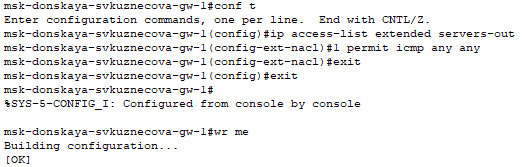 msk-donskaya-svkuznecova-gw-1#conf t
Enter configuration commands, one per line.  End with CNTL/Z.
msk-donskaya-svkuznecova-gw-1(config)#ip access-list extended servers-out
msk-donskaya-svkuznecova-gw-1(config-ext-nacl)#1 permit icmp any any
msk-donskaya-svkuznecova-gw-1(config-ext-nacl)#exit
msk-donskaya-svkuznecova-gw-1(config)#exit
msk-donskaya-svkuznecova-gw-1#
%SYS-5-CONFIG_I: Configured from console by console
msk-donskaya-svkuznecova-gw-1#wr me
Building configuration...
[OK]